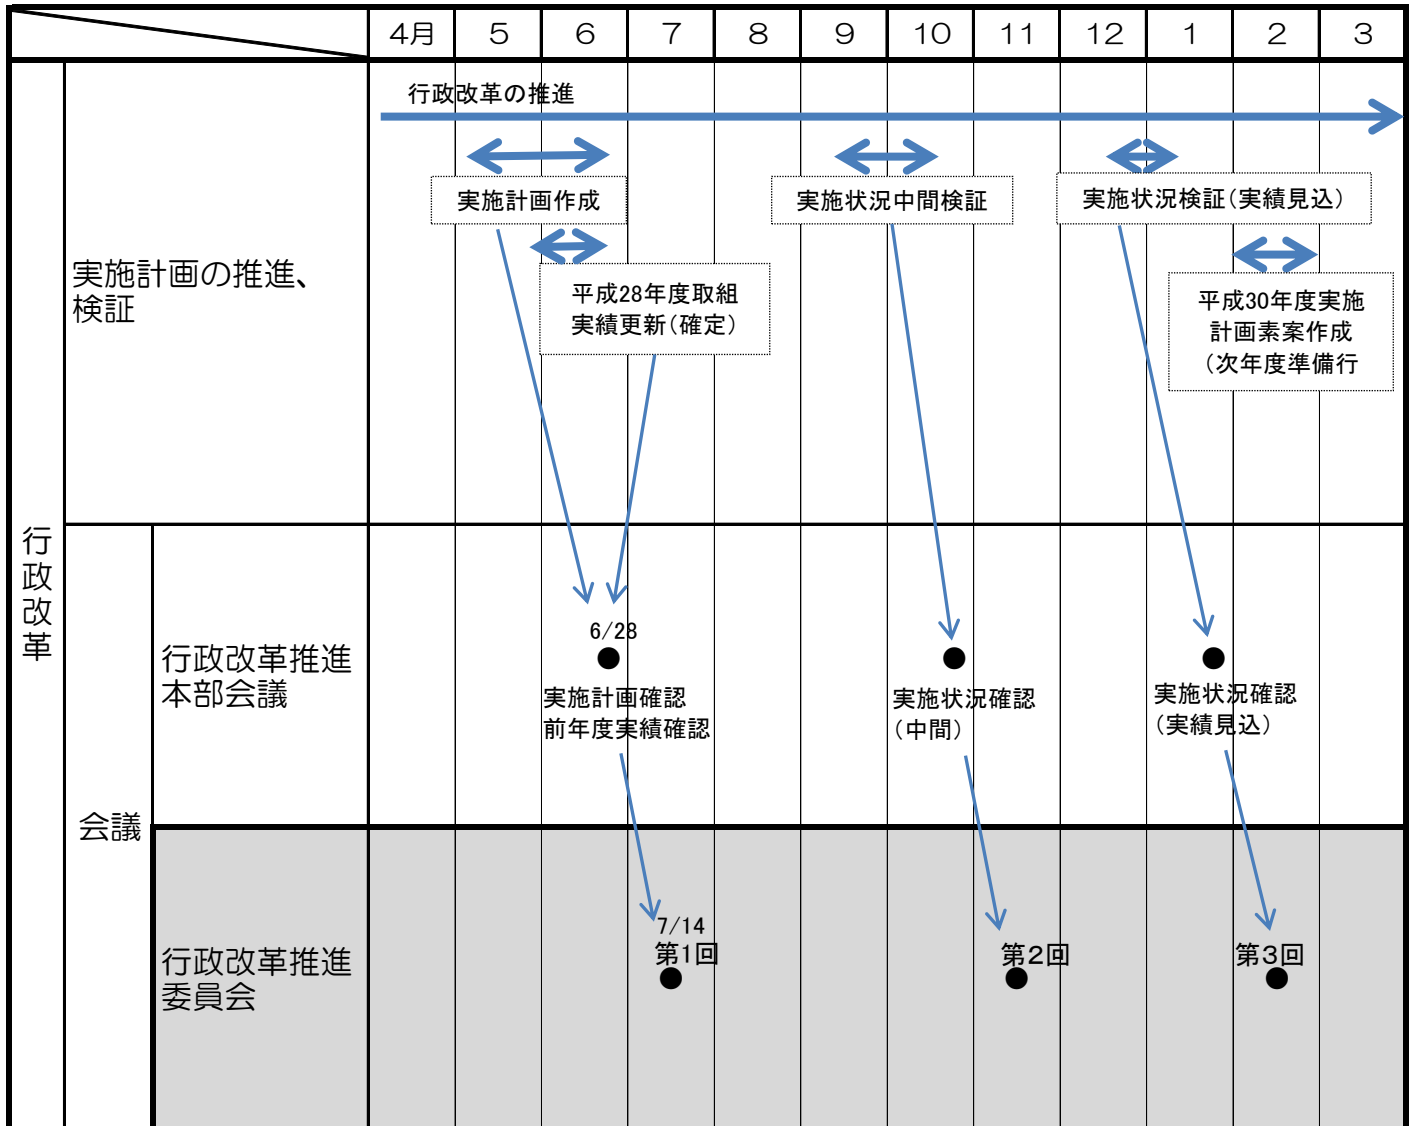 4月 5 6 7 8 9 10 11 12 1 2 3
行政改革の推進
実施計画作成
実施状況中間検証
実施状況検証(実績見込)
実施計画の推進、
検証
平成28年度取組
実績更新(確定)
平成30年度実施
計画素案作成
(次年度準備行
行政改革
会議
行政改革推進
本部会議
6/28
実施計画確認
前年度実績確認
実施状況確認
(中間)
実施状況確認
(実績見込)
行政改革推進
委員会
7/14
第1回
第2回
第3回